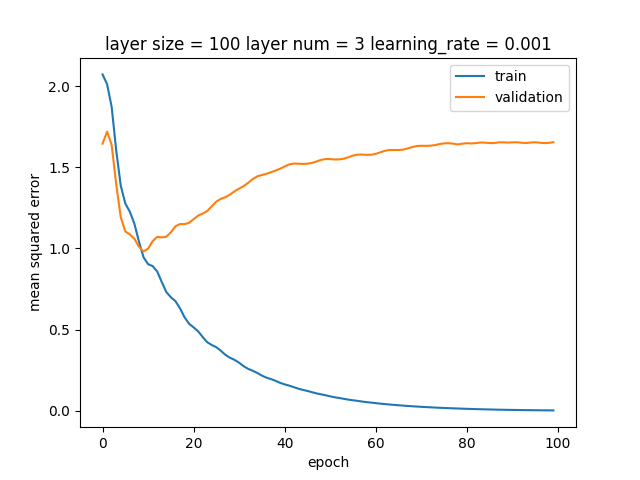 layer size = 100 layer num = 3 learning_rate = 0.001
train
validation
mean squared error
2.0
1.5
1.0
0.5
0.0
0 20 40 60 80 100
epoch